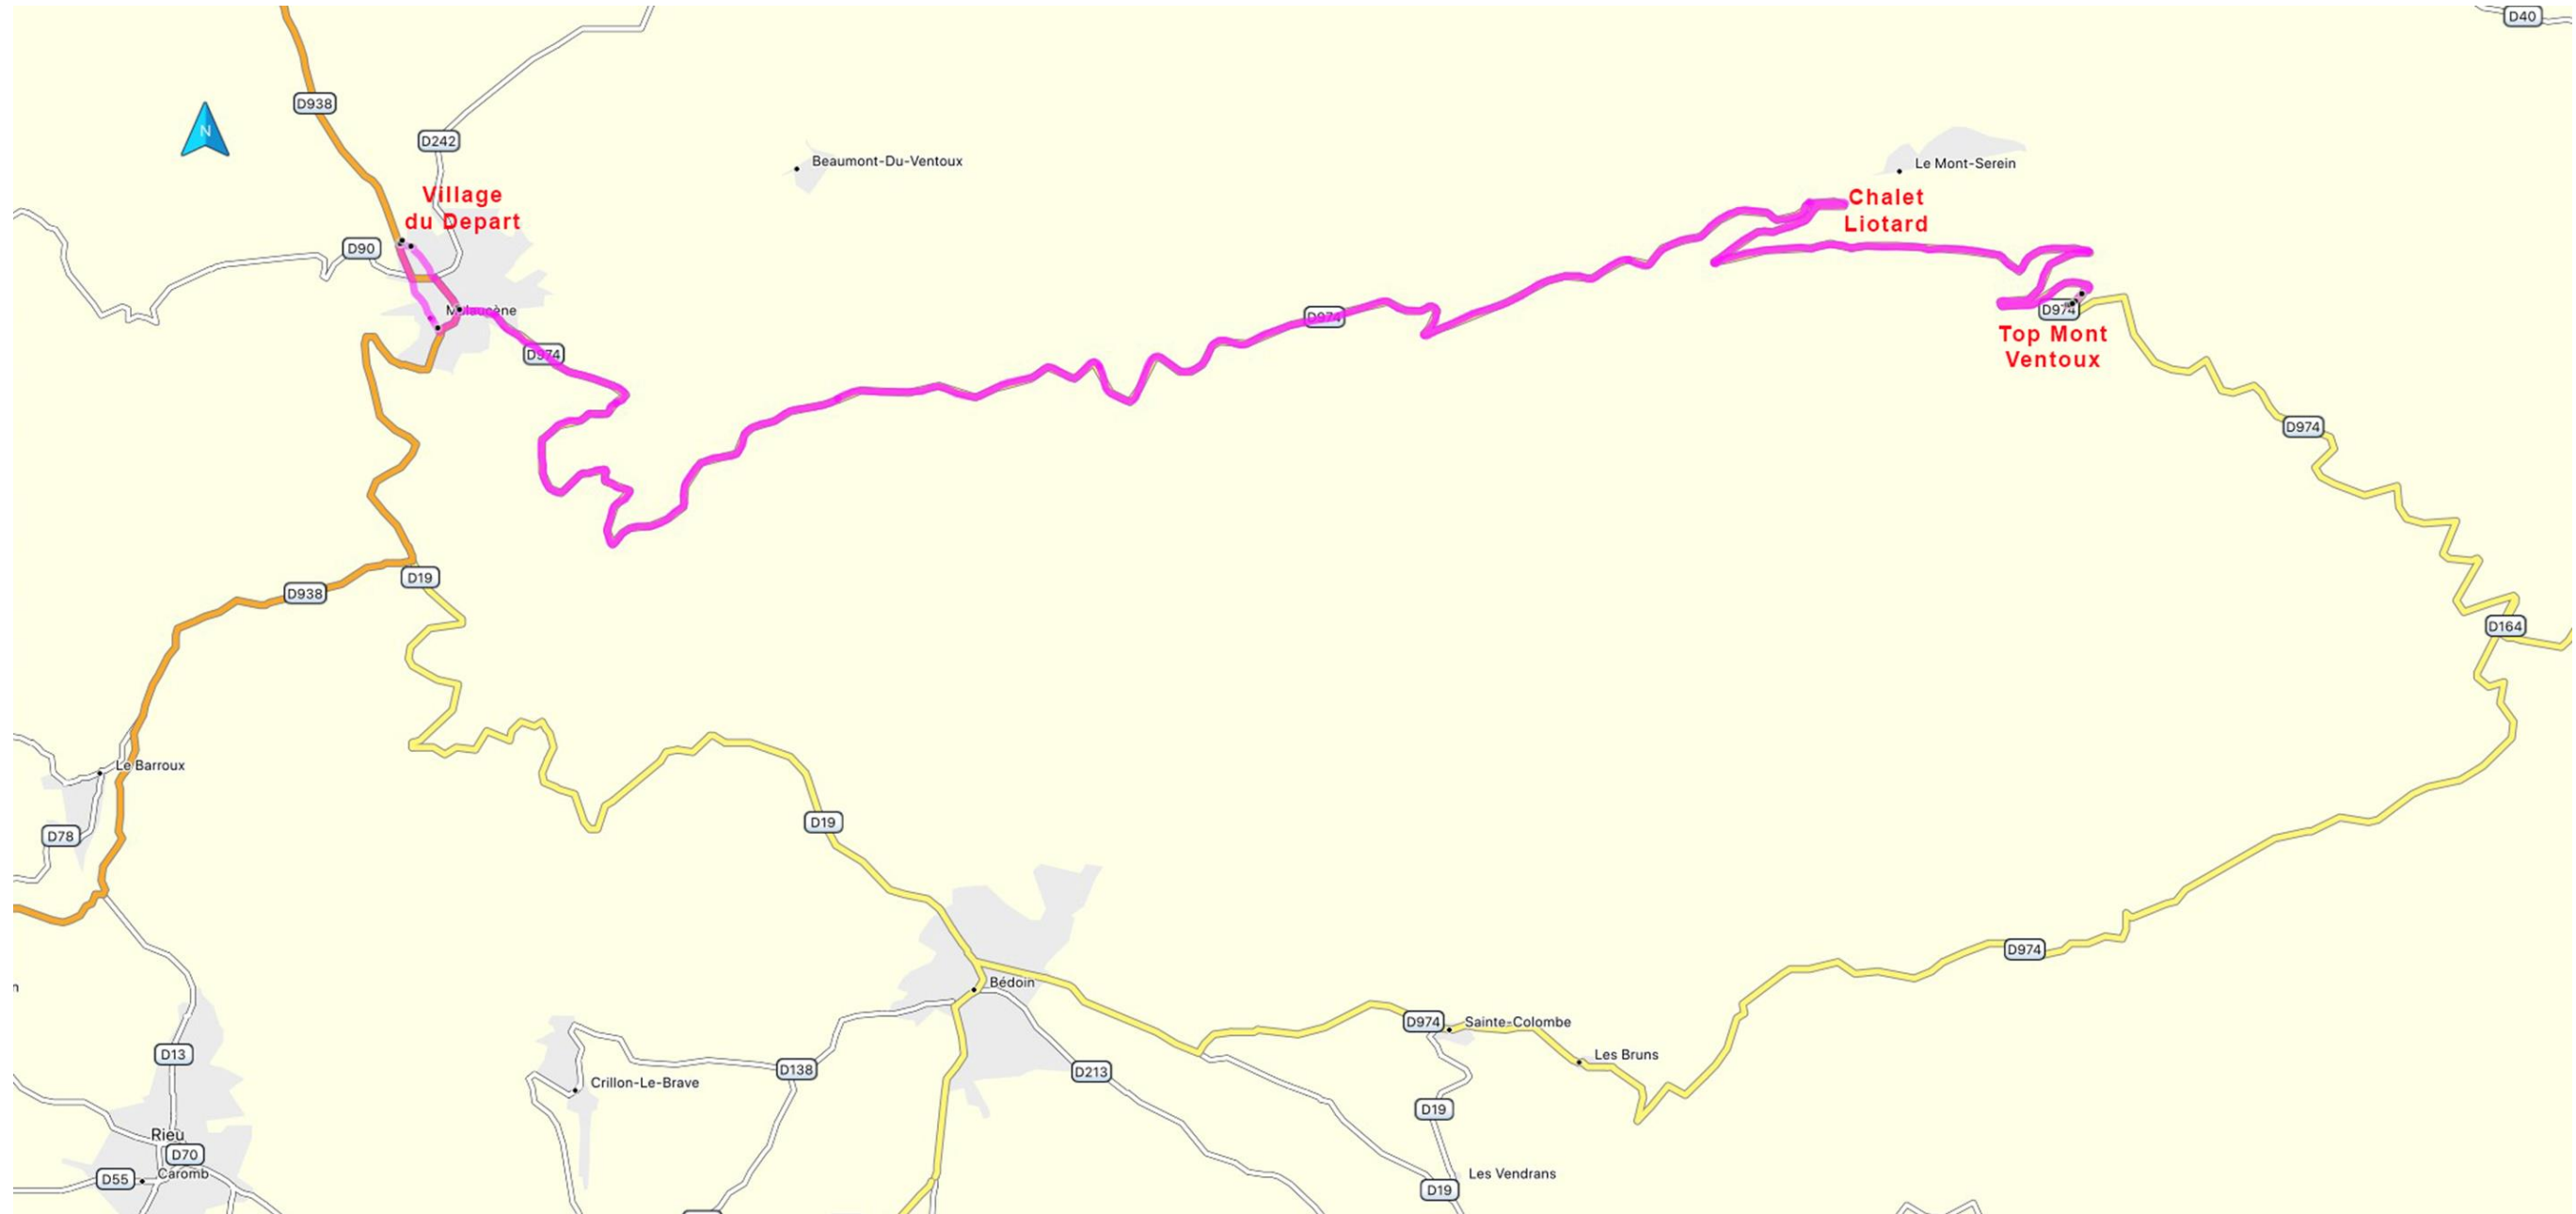 D40
D938
N
D242
Beaumont-Du-Ventoux
Le Mont-Serein
Village
du Depart
Chalet
Liotard
D90
Malaucène
D974
D974
D974
Top Mont
Ventoux
D974
D19
D938
D164
Le Barroux
D78
D19
D974
Bédoin
n
D974
Sainte-Colombe
D13
Les Bruns
D138
D213
Crillon-Le-Brave
D19
Rieu
D70
Caromb
D55
Les Vendrans
D19